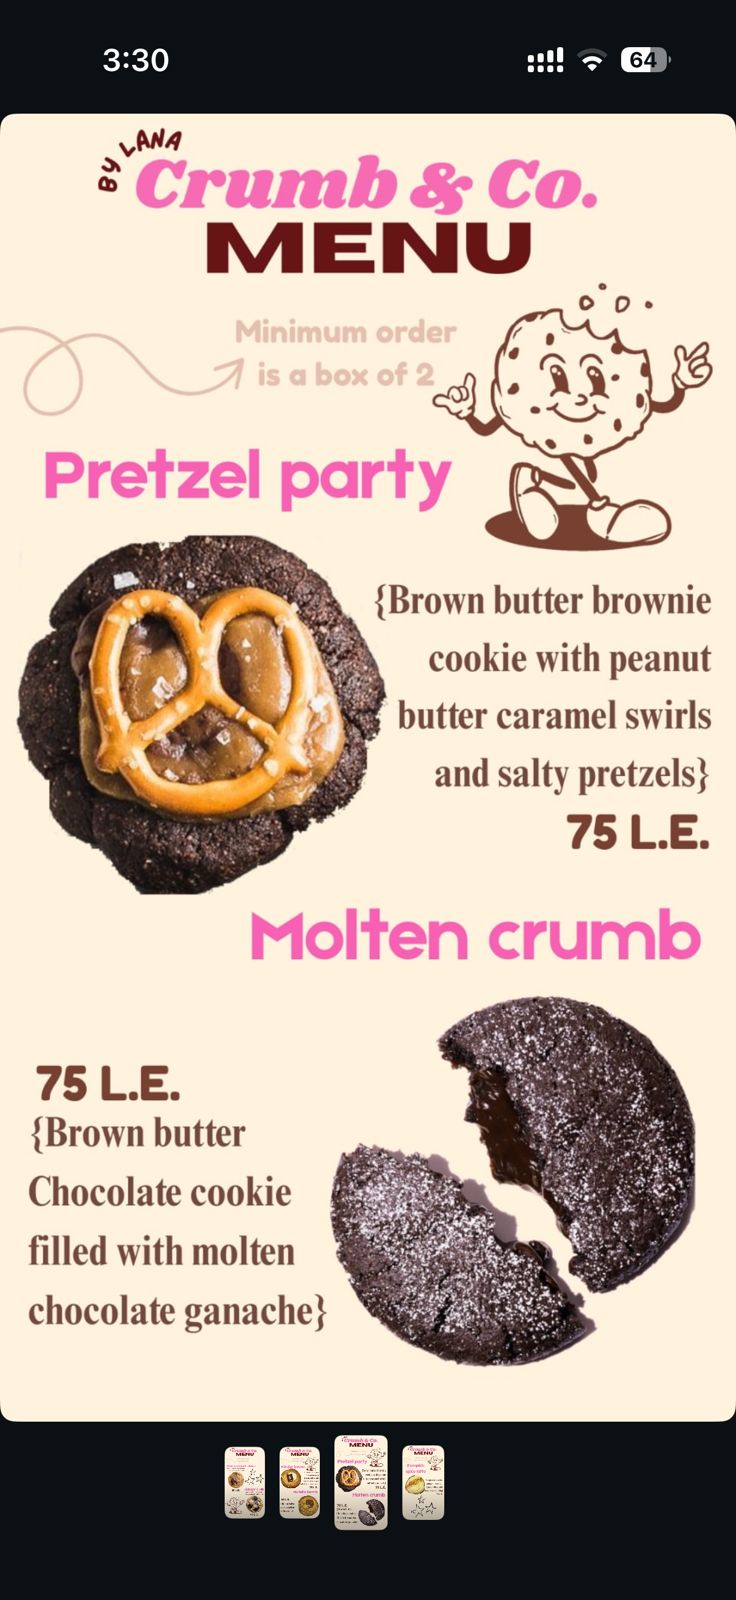 3:30
64
BY LANA
Crumb & Co.
MENU
Minimum order
is a box of 2
Pretzel party
{Brown butter brownie
cookie with peanut
butter caramel swirls
and salty pretzels}
75 L.E.
Molten crumb
75 L.E.
{Brown butter
Chocolate cookie
filled with molten
chocolate ganache}